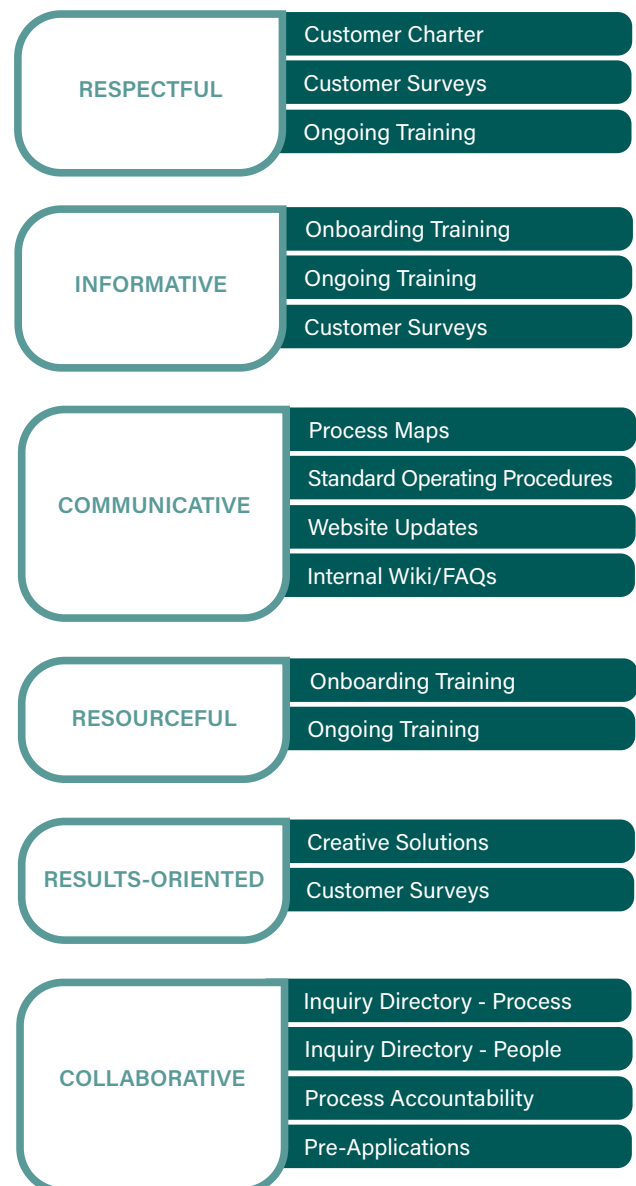 RESPECTFUL
Customer Charter
Customer Surveys
Ongoing Training
INFORMATIVE
Onboarding Training
Ongoing Training
Customer Surveys
COMMUNICATIVE
Process Maps
Standard Operating Procedures
Website Updates
Internal Wiki/FAQs
RESOURCEFUL
Onboarding Training
Ongoing Training
RESULTS-ORIENTED
Creative Solutions
Customer Surveys
COLLABORATIVE
Inquiry Directory - Process
Inquiry Directory - People
Process Accountability
Pre-Applications